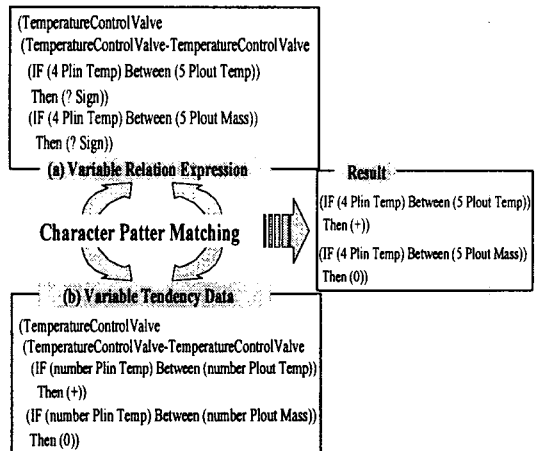 (TemperatureControlValve
(TemperatureControlValve-TemperatureControlValve
(IF (4 Plin Temp) Between (5 Plout Temp))
Then (? Sign))
(IF (4 Plin Temp) Between (5 Plout Mass))
Then (? Sign))
(a) Variable Relation Expression
Character Patter Matching
Result
(IF (4 Plin Temp) Between (5 Plout Temp))
Then (+))
(IF (4 Plin Temp) Between (5 Plout Mass))
Then (0))
(b) Variable Tendency Data
(TemperatureControlValve
(TemperatureControlValve-TemperatureControlValve
(IF (number Plin Temp) Between (number Plout Temp))
Then (+))
(IF (number Plin Temp) Between (number Plout Mass))
Then (0))